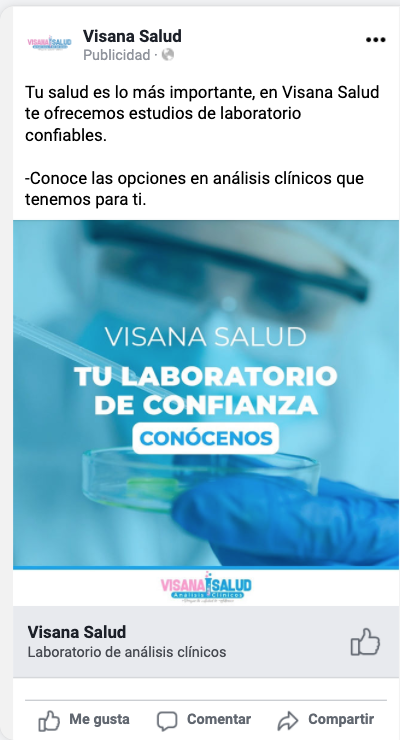 VISANA SALUD
Visana Salud
Publicidad ·
Tu salud es lo más importante, en Visana Salud
te ofrecemos estudios de laboratorio
confiables.
-Conoce las opciones en análisis clínicos que
tenemos para ti.
VISANA SALUD
TU LABORATORIO
DE CONFIANZA
CONÓCENOS
VISANA SALUD
Análisis Clínicos
Visana Salud
Laboratorio de análisis clínicos
Me gusta
Comentar
Compartir